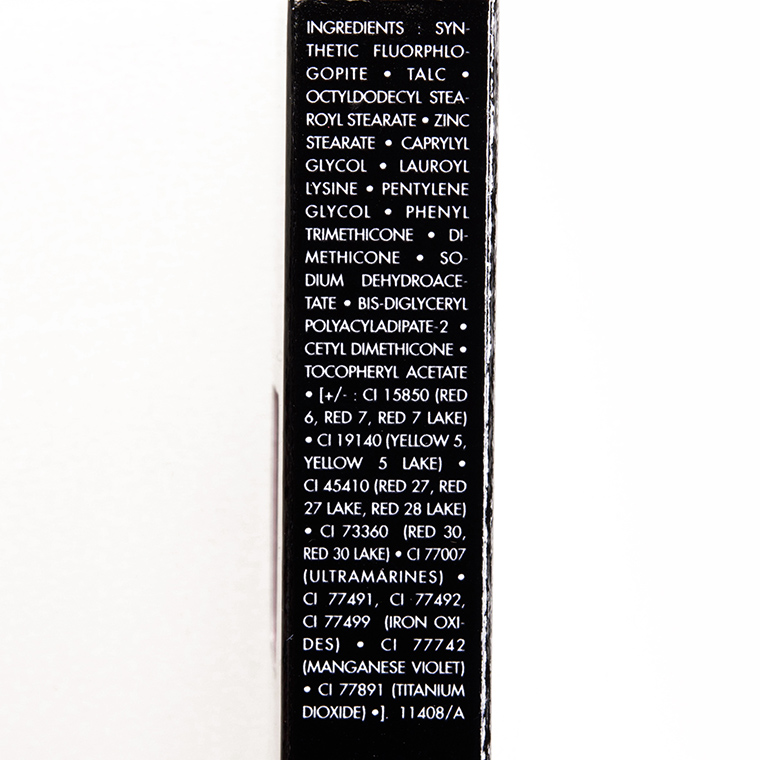 INGREDIENTS : SYN-
THETIC FLUORPHLO-
GOPITE • TALC •
OCTYLDODECYL STEA-
ROYL STEARATE • ZINC
STEARATE • CAPRYLYL
GLYCOL • LAUROYL
LYSINE • PENTYLENE
GLYCOL • PHENYL
TRIMETHICONE • DI-
METHICONE • SO-
DIUM DEHYDROACE-
TATE • BIS-DIGLYCERYL
POLYACYLADIPATE-2 •
CETYL DIMETHICONE •
TOCOPHERYL ACETATE
• [+/- : CI 15850 (RED
6, RED 7, RED 7 LAKE)
• CI 19140 (YELLOW 5,
YELLOW 5 LAKE) •
CI 45410 (RED 27, RED
27 LAKE, RED 28 LAKE)
• CI 73360 (RED 30,
RED 30 LAKE) • CI 77007
(ULTRAMARINES) •
CI 77491, CI 77492,
CI 77499 (IRON OXI-
DES) • CI 77742
(MANGANESE VIOLET)
• CI 77891 (TITANIUM
DIOXIDE) •]. 11408/A